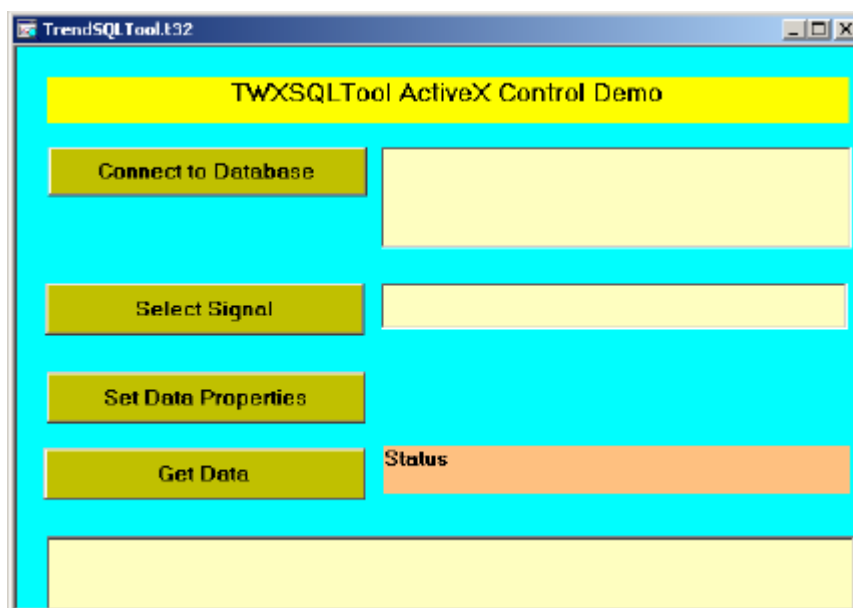 TrendSQLTool.t32
TWXSQLTool ActiveX Control Demo
Connect to Database
Select Signal
Set Data Properties
Get Data
Status